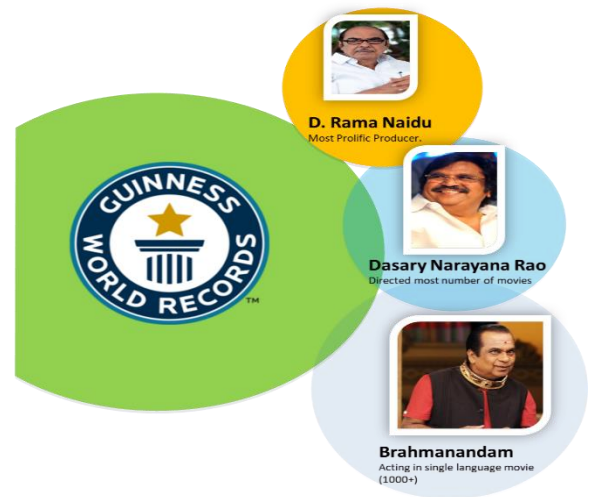 GUINNESS
WORLD RECORDS
TM
D. Rama Naidu
Most Prolific Producer.
Dasary Narayana Rao
Directed most number of movies
Brahmanandam
Acting in single language movie
(1000+)